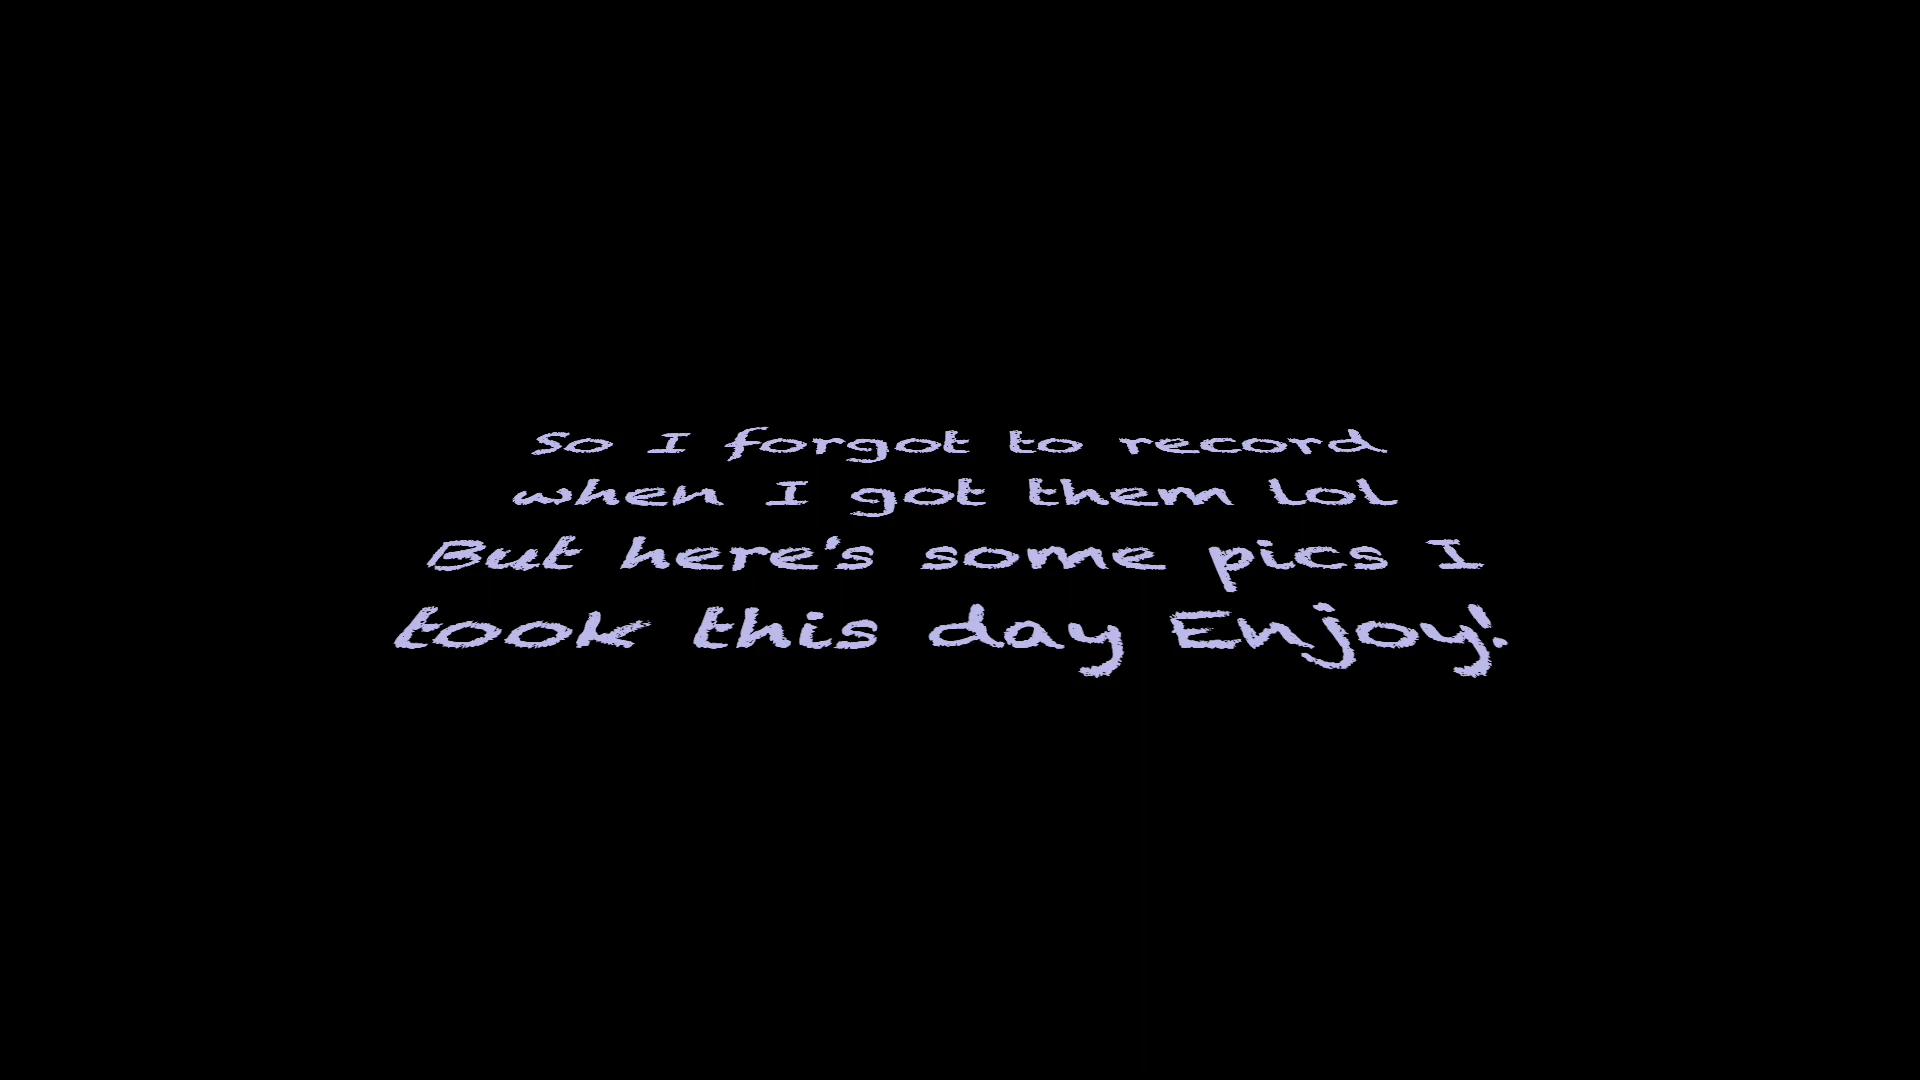 So I forgot to record
when I got them lol
But here's some pics I
took this day Enjoy!